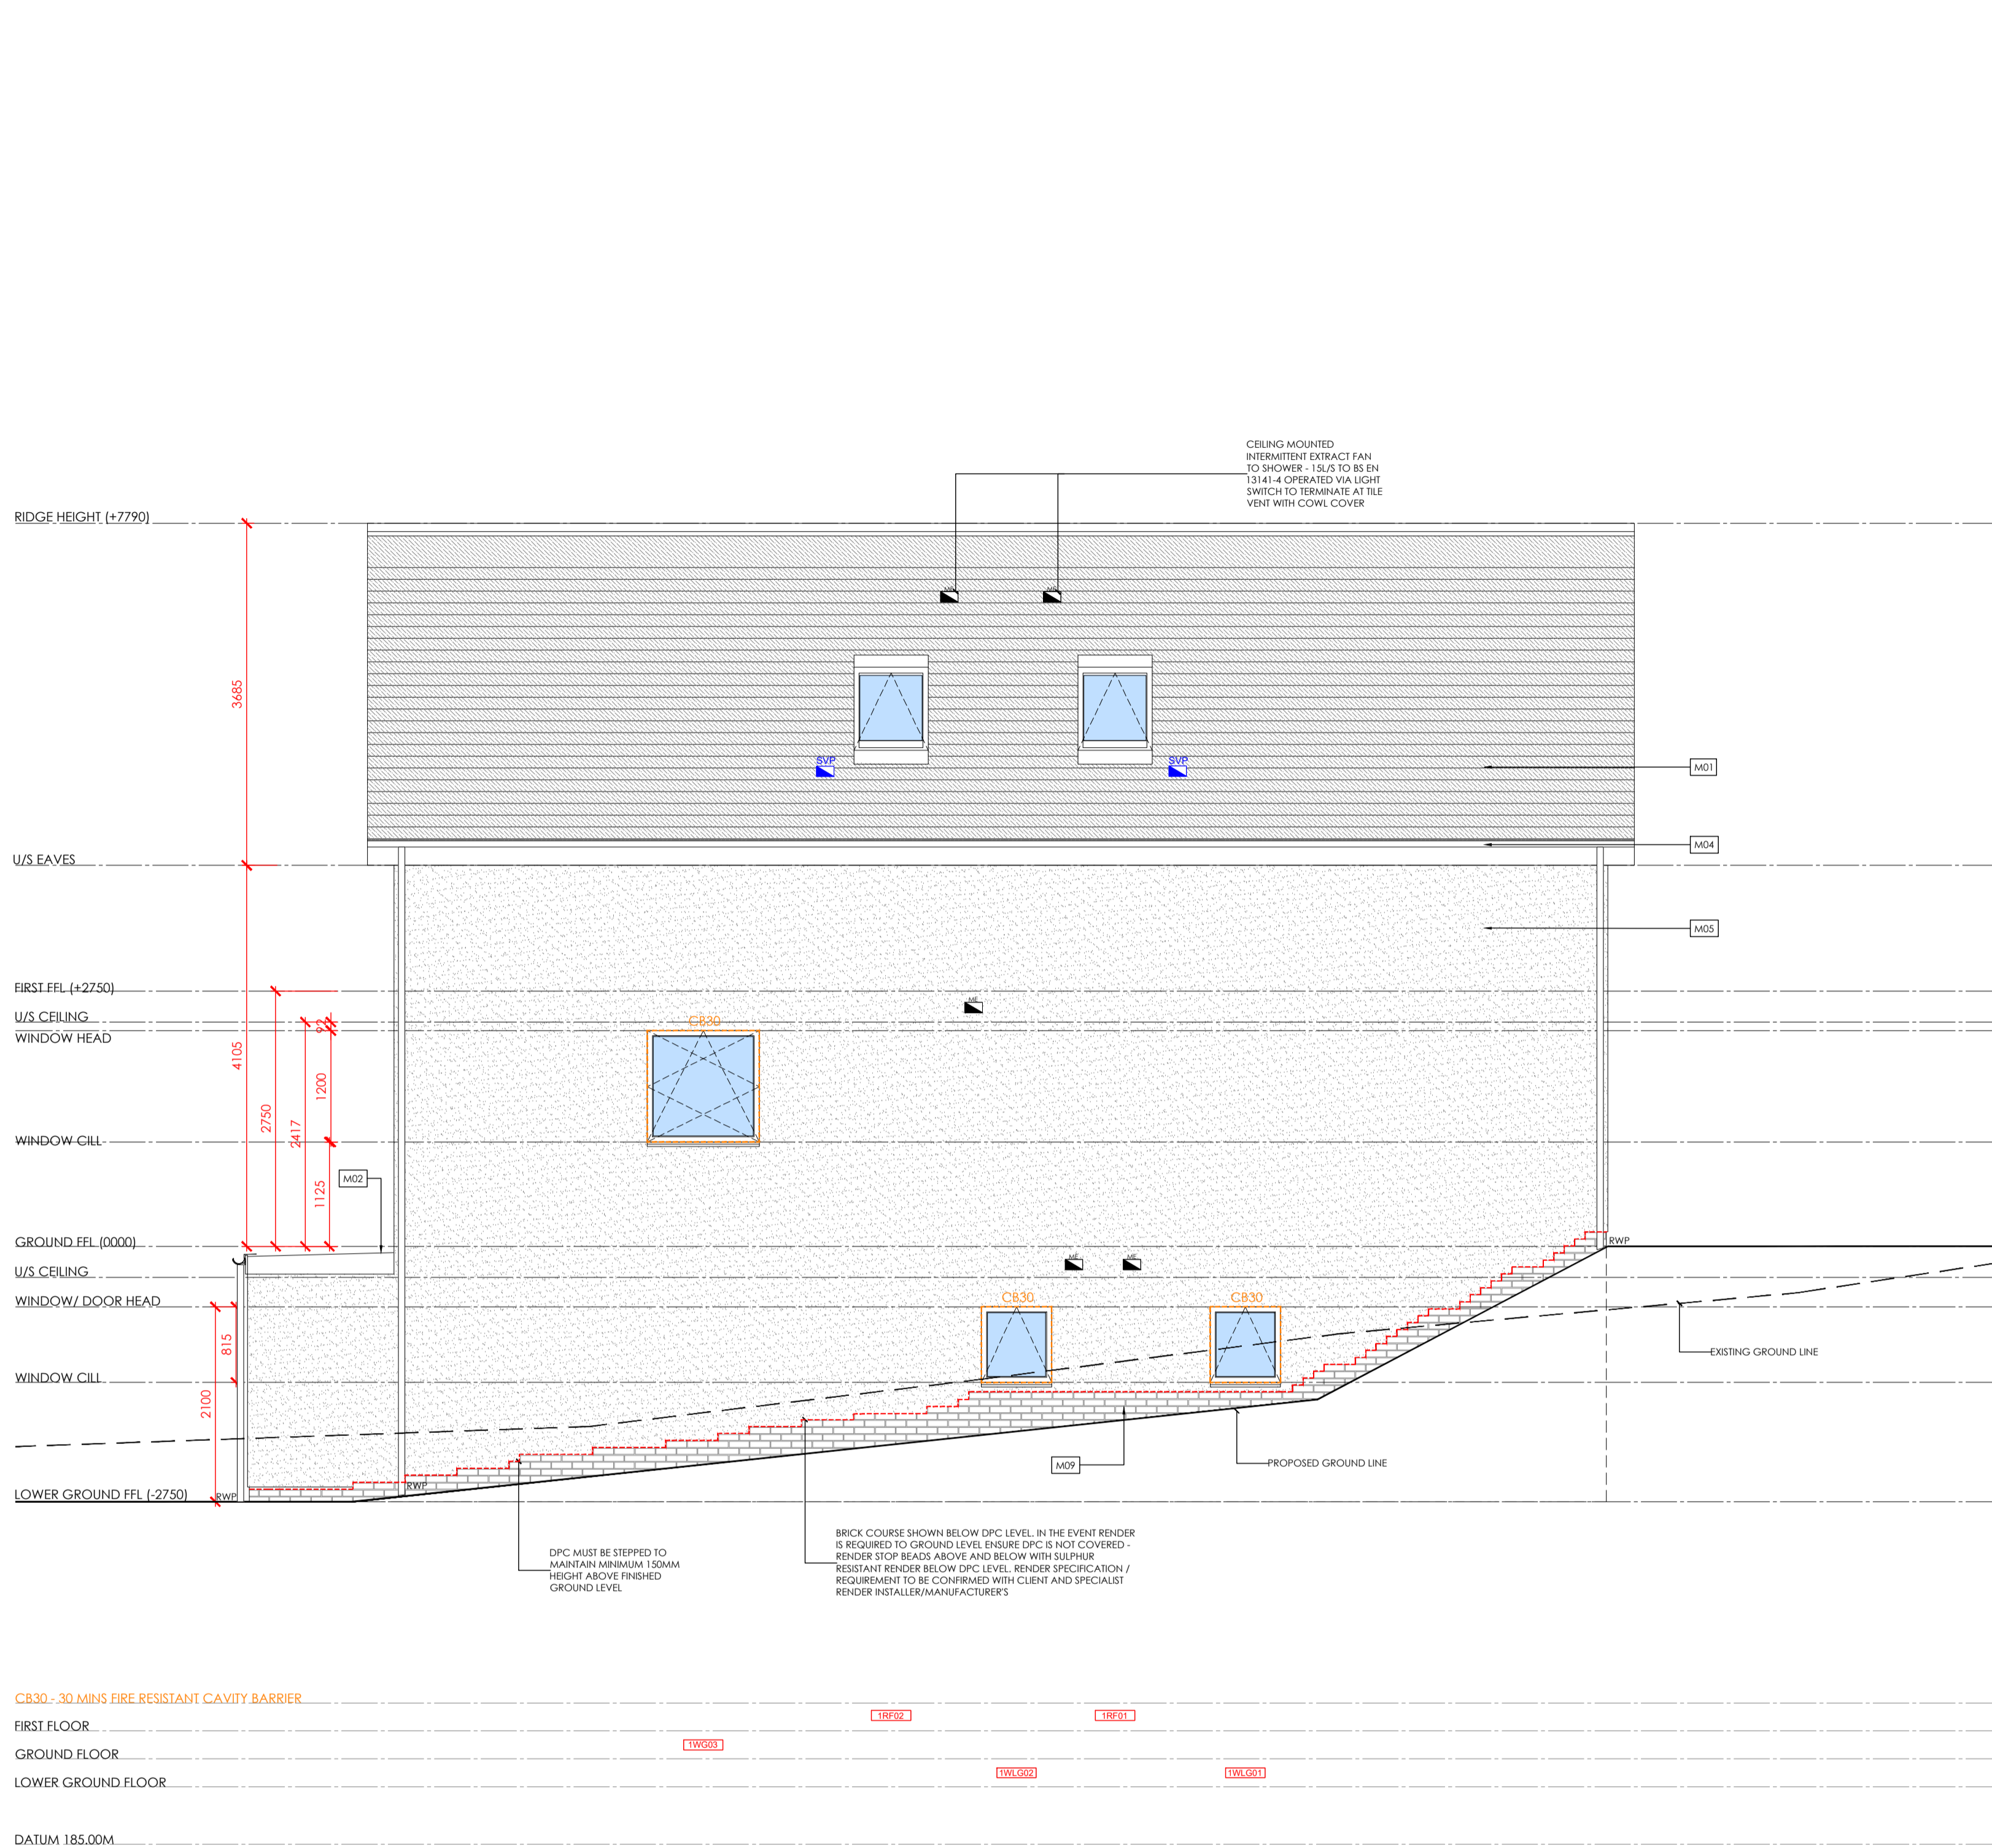 CEILING MOUNTED
INTERMITTENT EXTRACT FAN
TO SHOWER - 15L/S TO BS EN
13141-4 OPERATED VIA LIGHT
SWITCH TO TERMINATE AT TILE
VENT WITH COWL COVER
RIDGE HEIGHT (+7790)
ME
ME
3685
SVP
SVP
M01
M04
U/S EAVES
M05
FIRST FFL (+2750)
ME
U/S CEILING
CB30
92
WINDOW HEAD
4105
1200
2750
2417
WINDOW CILL
M02
1125
GROUND FFL (0000)
RWP
ME
ME
U/S CEILING
WINDOW/ DOOR HEAD
CB30
CB30
815
EXISTING GROUND LINE
WINDOW CILL
2100
M09
PROPOSED GROUND LINE
RWP
LOWER GROUND FFL (-2750)
RWP
DPC MUST BE STEPPED TO
MAINTAIN MINIMUM 150MM
HEIGHT ABOVE FINISHED
GROUND LEVEL
BRICK COURSE SHOWN BELOW DPC LEVEL. IN THE EVENT RENDER
IS REQUIRED TO GROUND LEVEL ENSURE DPC IS NOT COVERED -
RENDER STOP BEADS ABOVE AND BELOW WITH SULPHUR
RESISTANT RENDER BELOW DPC LEVEL. RENDER SPECIFICATION /
REQUIREMENT TO BE CONFIRMED WITH CLIENT AND SPECIALIST
RENDER INSTALLER/MANUFACTURER'S
CB30 - 30 MINS FIRE RESISTANT CAVITY BARRIER
FIRST FLOOR
1RF02
1RF01
GROUND FLOOR
1WG03
LOWER GROUND FLOOR
1WLG02
1WLG01
DATUM 185.00M